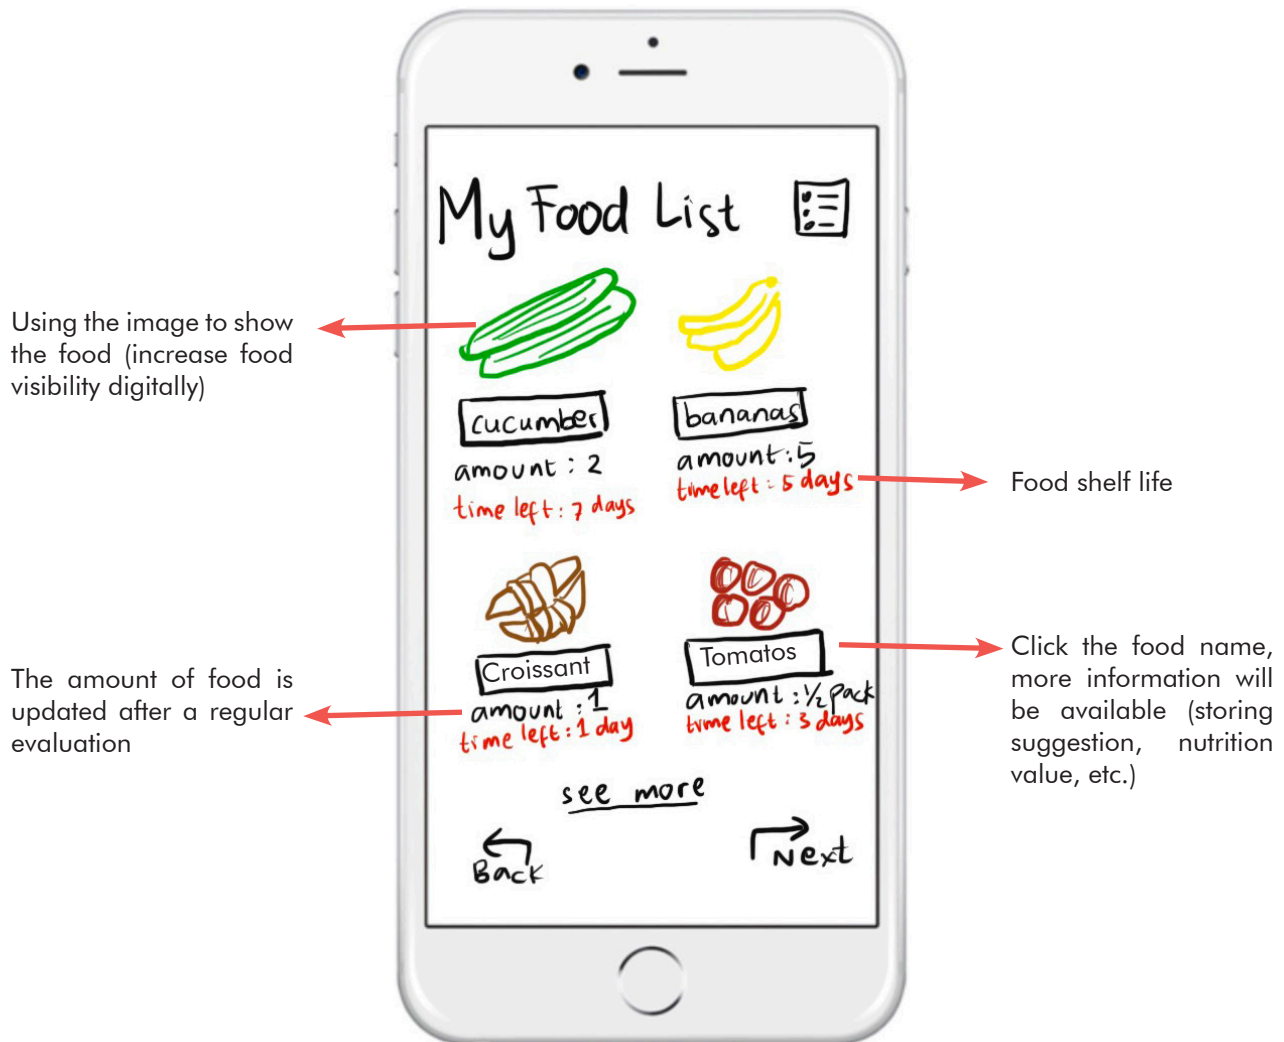 My Food List
Using the image to show
the food (increase food
visibility digitally)
cucumber
amount : 2
time left : 7 days
bananas
amount : 5
time left : 5 days
Food shelf life
Croissant
amount : 1
time left : 1 day
Tomatos
amount : ½ pack
time left : 3 days
The amount of food is
updated after a regular
evaluation
Click the food name,
more information will
be available (storing
suggestion, nutrition
value, etc.)
see more
Back
Next